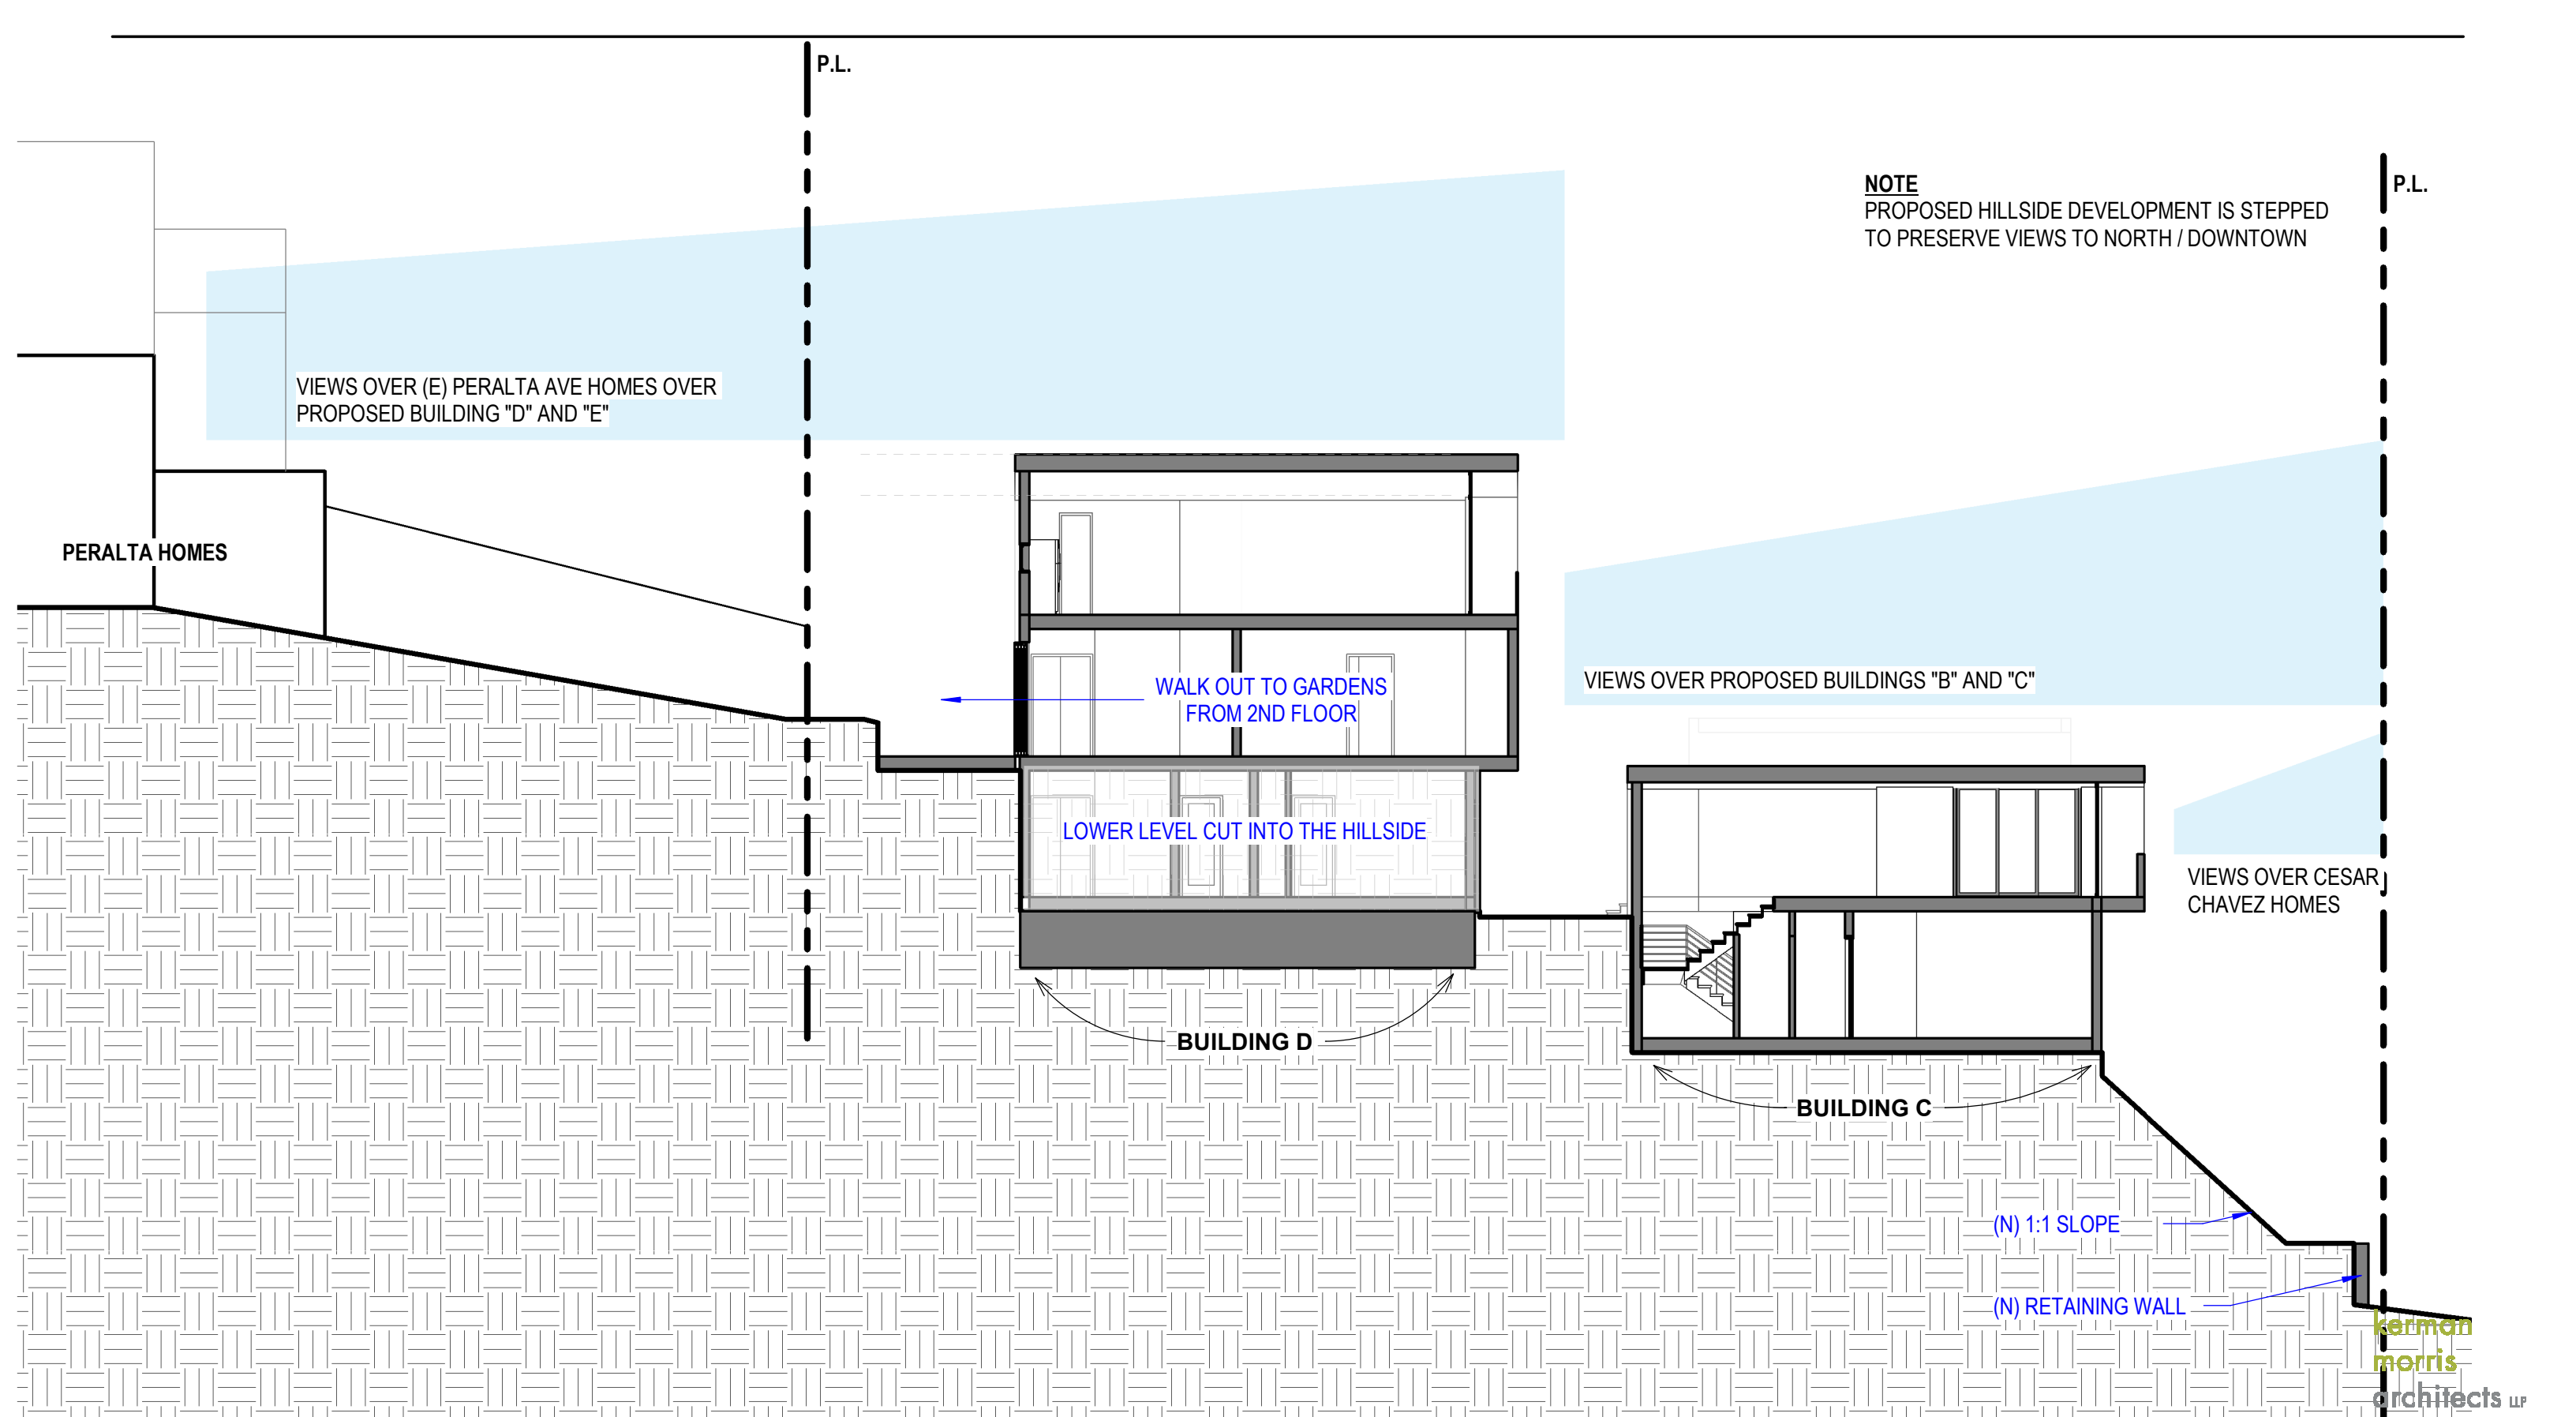 P.L.
NOTE
PROPOSED HILLSIDE DEVELOPMENT IS STEPPED
TO PRESERVE VIEWS TO NORTH / DOWNTOWN
P.L.
VIEWS OVER (E) PERALTA AVE HOMES OVER
PROPOSED BUILDING "D" AND "E"
PERALTA HOMES
WALK OUT TO GARDENS
FROM 2ND FLOOR
VIEWS OVER PROPOSED BUILDINGS "B" AND "C"
LOWER LEVEL CUT INTO THE HILLSIDE
VIEWS OVER CESAR
CHAVEZ HOMES
BUILDING D
BUILDING C
(N) 1:1 SLOPE
(N) RETAINING WALL
kerman
morris
architects LLP